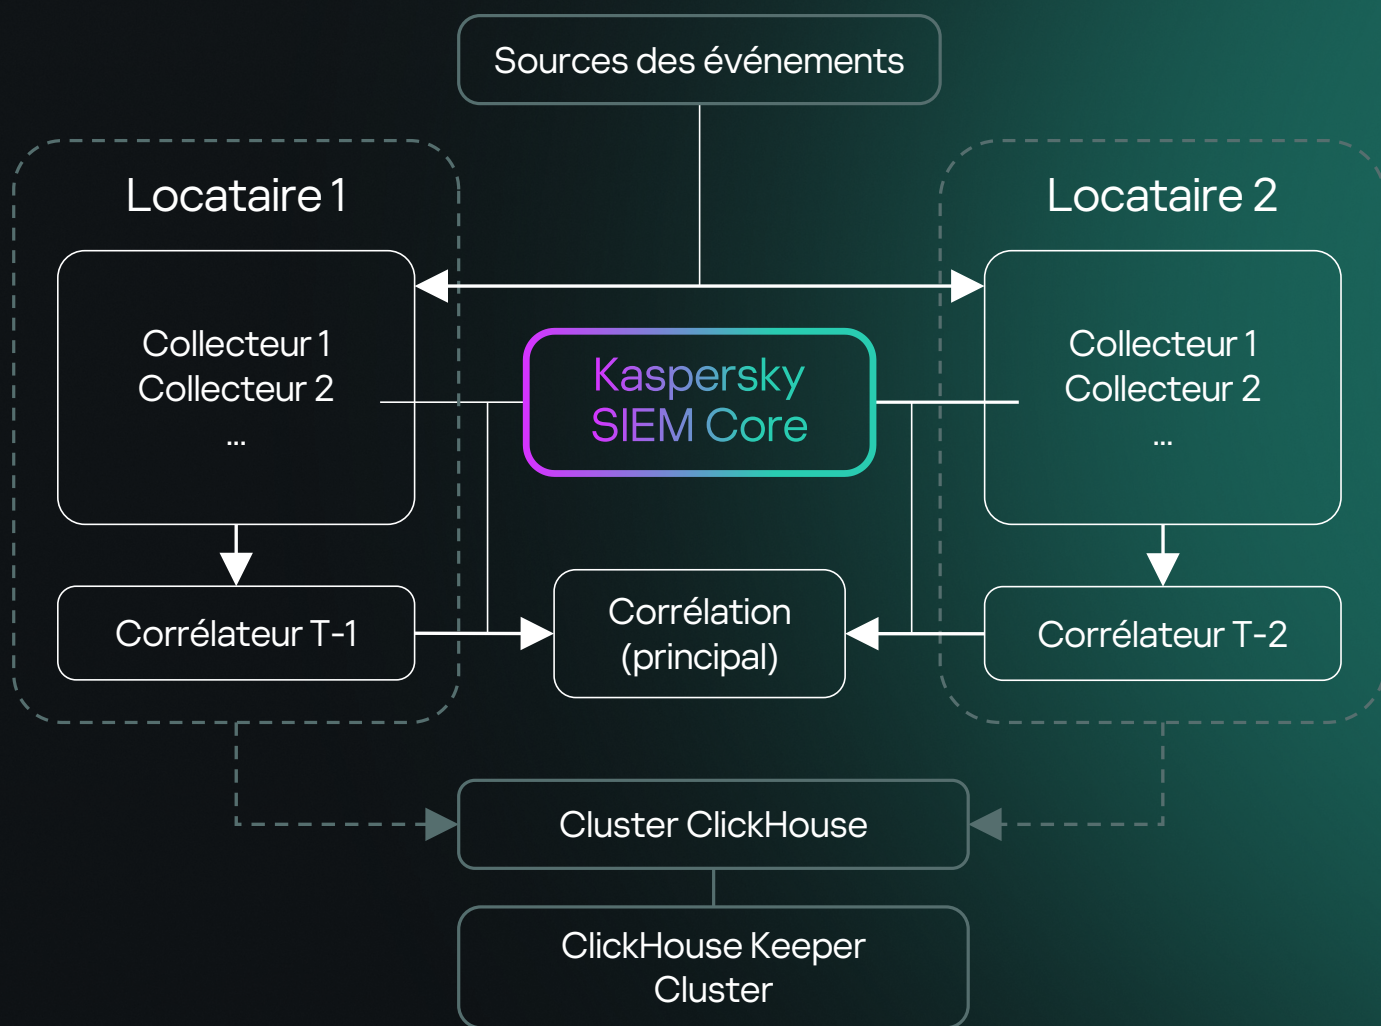 Sources des événements
Locataire 1
Collecteur 1
Collecteur 2
...
Corrélateur T-1
Kaspersky
SIEM Core
Corrélation
(principal)
Locataire 2
Collecteur 1
Collecteur 2
...
Corrélateur T-2
Cluster ClickHouse
ClickHouse Keeper
Cluster